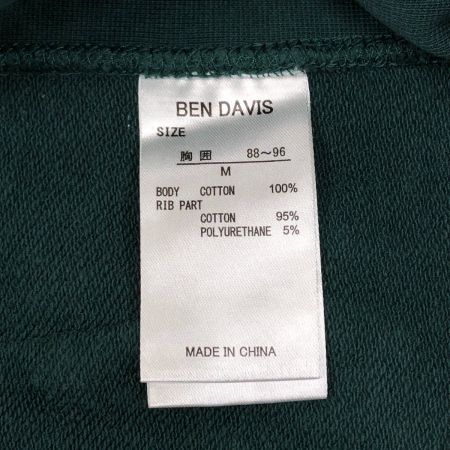 BEN DAVIS
SIZE
胸囲 88～96
M
BODY COTTON 100%
RIB PART
COTTON 95%
POLYURETHANE 5%
MADE IN CHINA